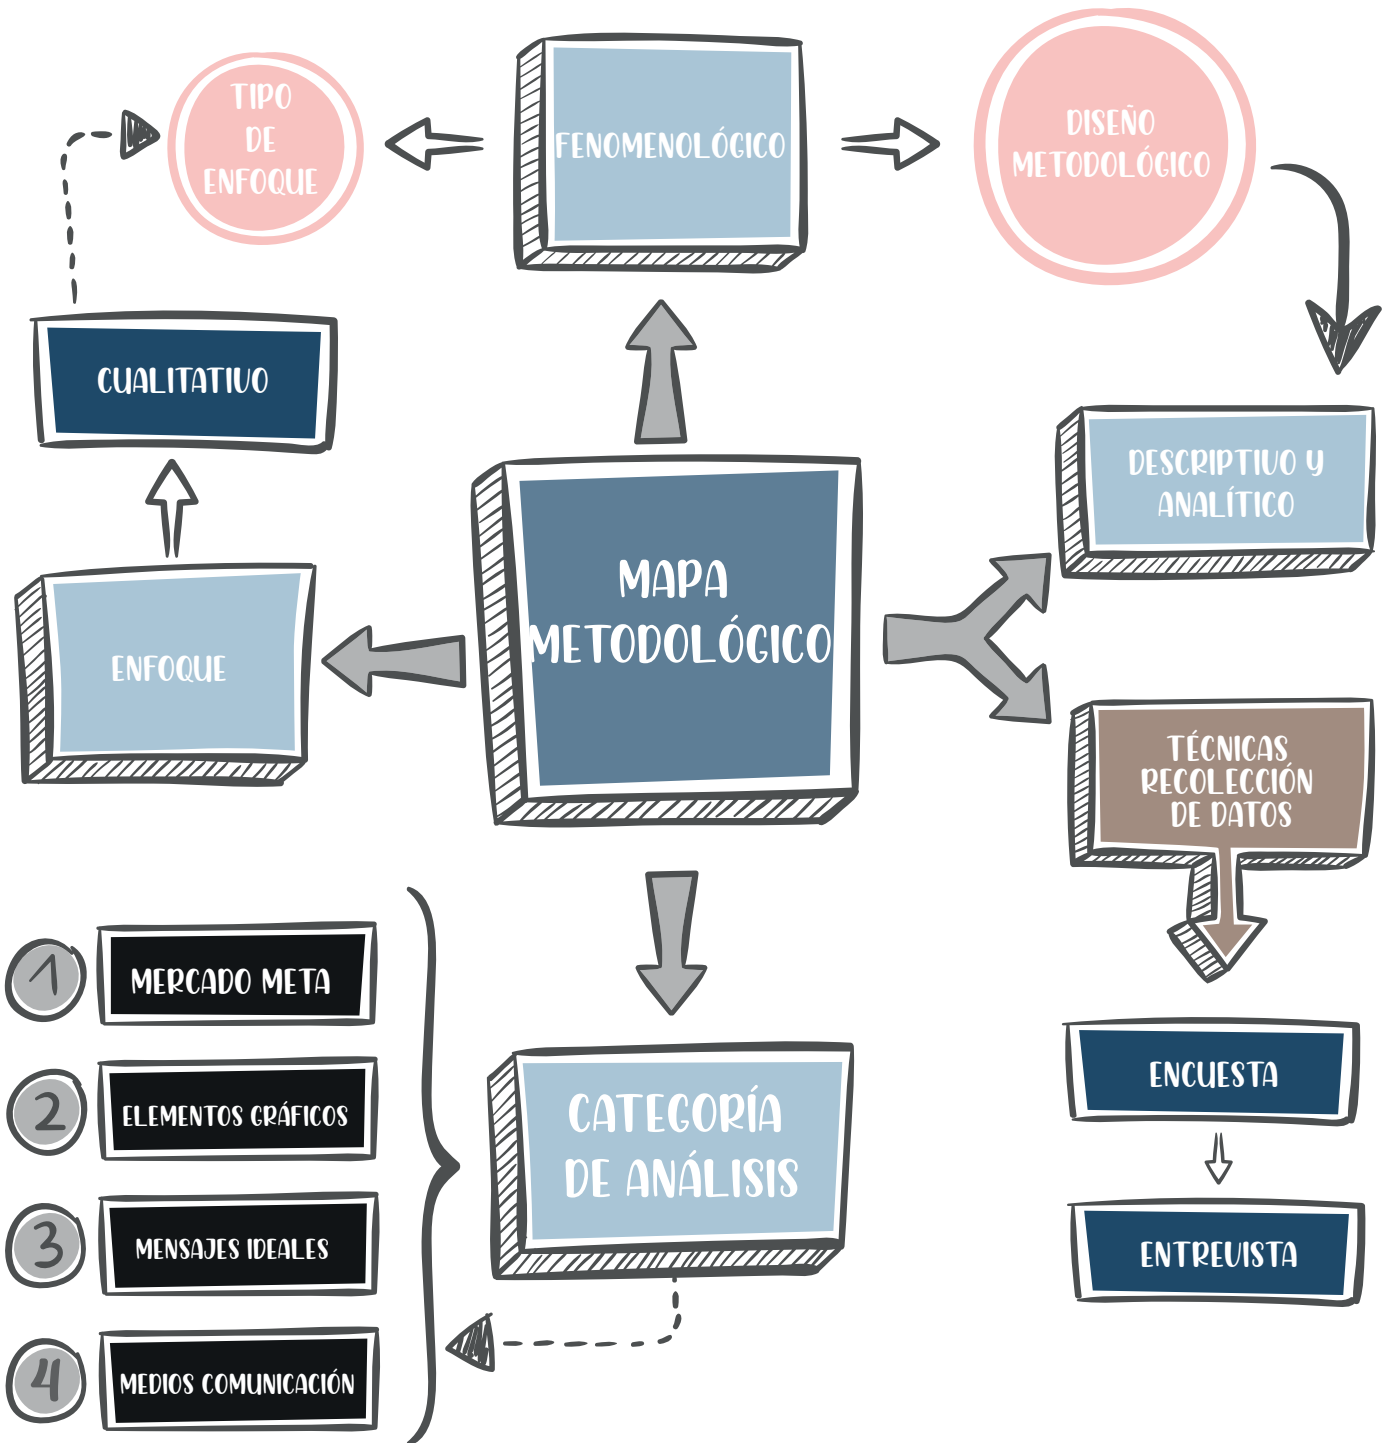 TIPO
DE
ENFOQUE
FENOMENOLÓGICO
DISEÑO
METODOLÓGICO
CUALITATIVO
DESCRIPTIVO Y
ANALÍTICO
MAPA
METODOLÓGICO
ENFOQUE
TÉCNICAS
RECOLECCIÓN
DE DATOS
1
MERCADO META
2
ELEMENTOS GRÁFICOS
3
MENSAJES IDEALES
4
MEDIOS COMUNICACIÓN
CATEGORÍA
DE ANÁLISIS
ENCUESTA
ENTREVISTA